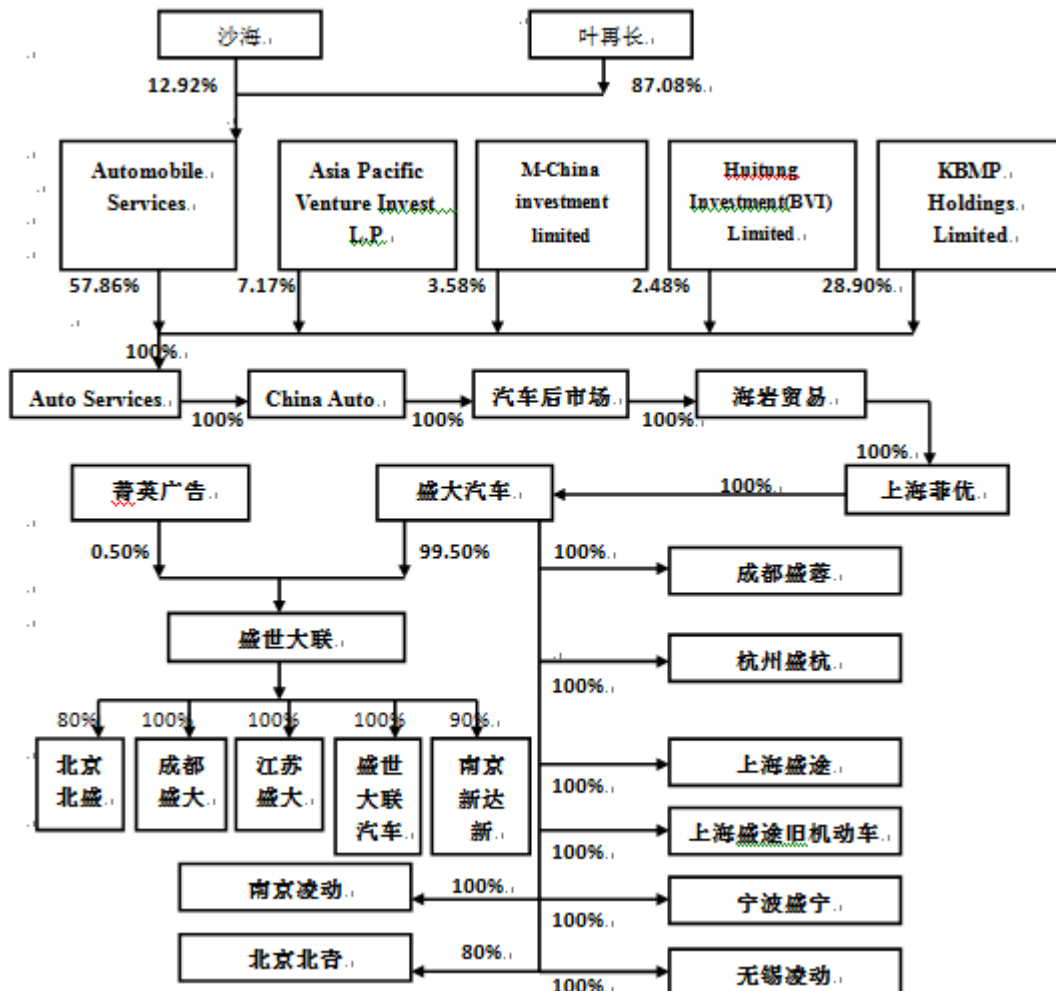 沙海
叶再长
12.92%
87.08%
Automobile Services
Asia Pacific Venture Invest L.P
M-China investment limited
Huitung Investment(BVI) Limited
KBMP Holdings Limited
57.86%
7.17%
3.58%
2.48%
28.90%
100%
Auto Services
China Auto
汽车后市场
海岩贸易
100%
100%
100%
100%
菁英广告
盛大汽车
100%
上海菲优
0.50%
99.50%
100%
成都盛蓉
盛世大联
杭州盛杭
100%
80%
100%
100%
100%
90%
北京北盛
成都盛大
江苏盛大
盛世大联汽车
南京新达新
上海盛途
100%
上海盛途旧机动车
100%
南京凌动
100%
宁波盛宁
100%
北京北杏
80%
无锡凌动
100%